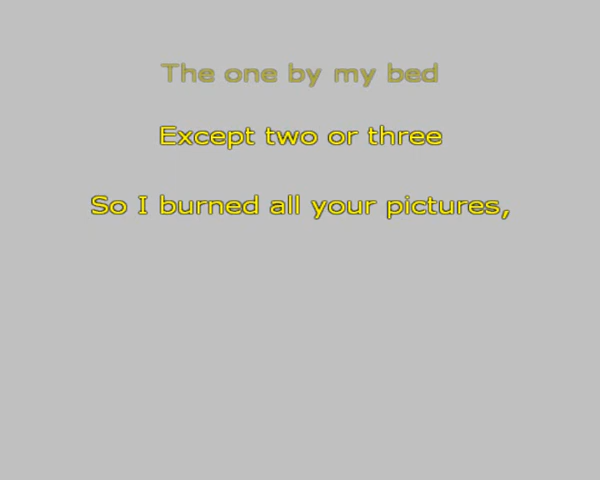 The one by my bed
Except two or three
So I burned all your pictures,